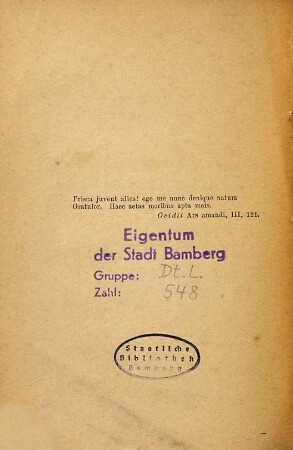 Prisca juvent alios! ego me nunc denique natum
Gratulor. Haec aetas moribus apta meis.
Ovidii Ars amandi, III, 121.
Eigentum
der Stadt Bamberg
Gruppe: Dt. L.
Zahl: 548
Staatliche
Bibliothek
Bamberg